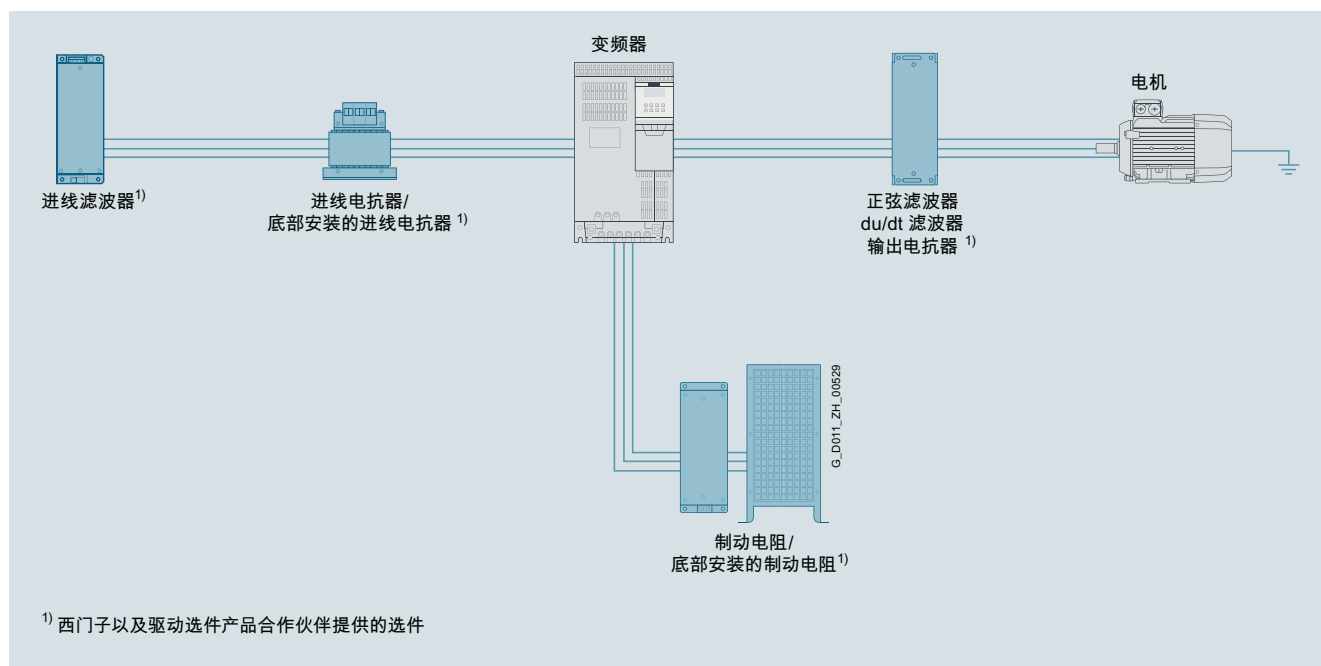 变频器
电机
进线滤波器1)
进线电抗器/
底部安装的进线电抗器 1)
正弦滤波器
du/dt 滤波器
输出电抗器 1)
G_D011_ZH_00529
制动电阻/
底部安装的制动电阻1)
1) 西门子以及驱动选件产品合作伙伴提供的选件